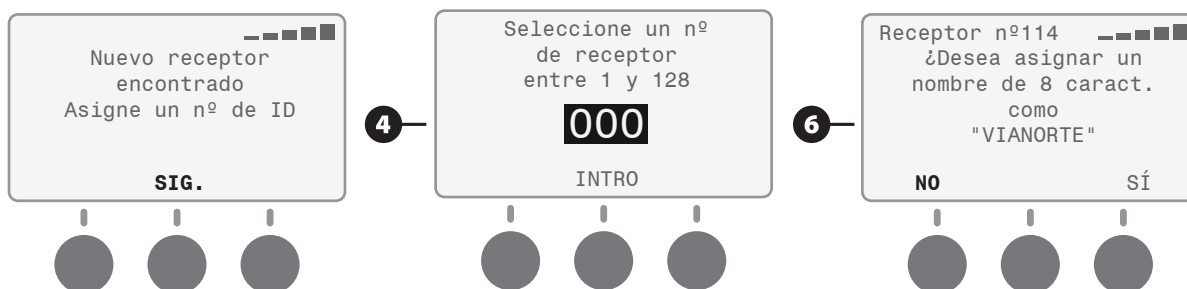 Nuevo receptor
encontrado
Asigne un nº de ID
SIG.
4
Seleccione un nº
de receptor
entre 1 y 128
000
INTRO
6
Receptor nº114
¿Desea asignar un
nombre de 8 caract.
como
"VIANORTE"
NO SÍ